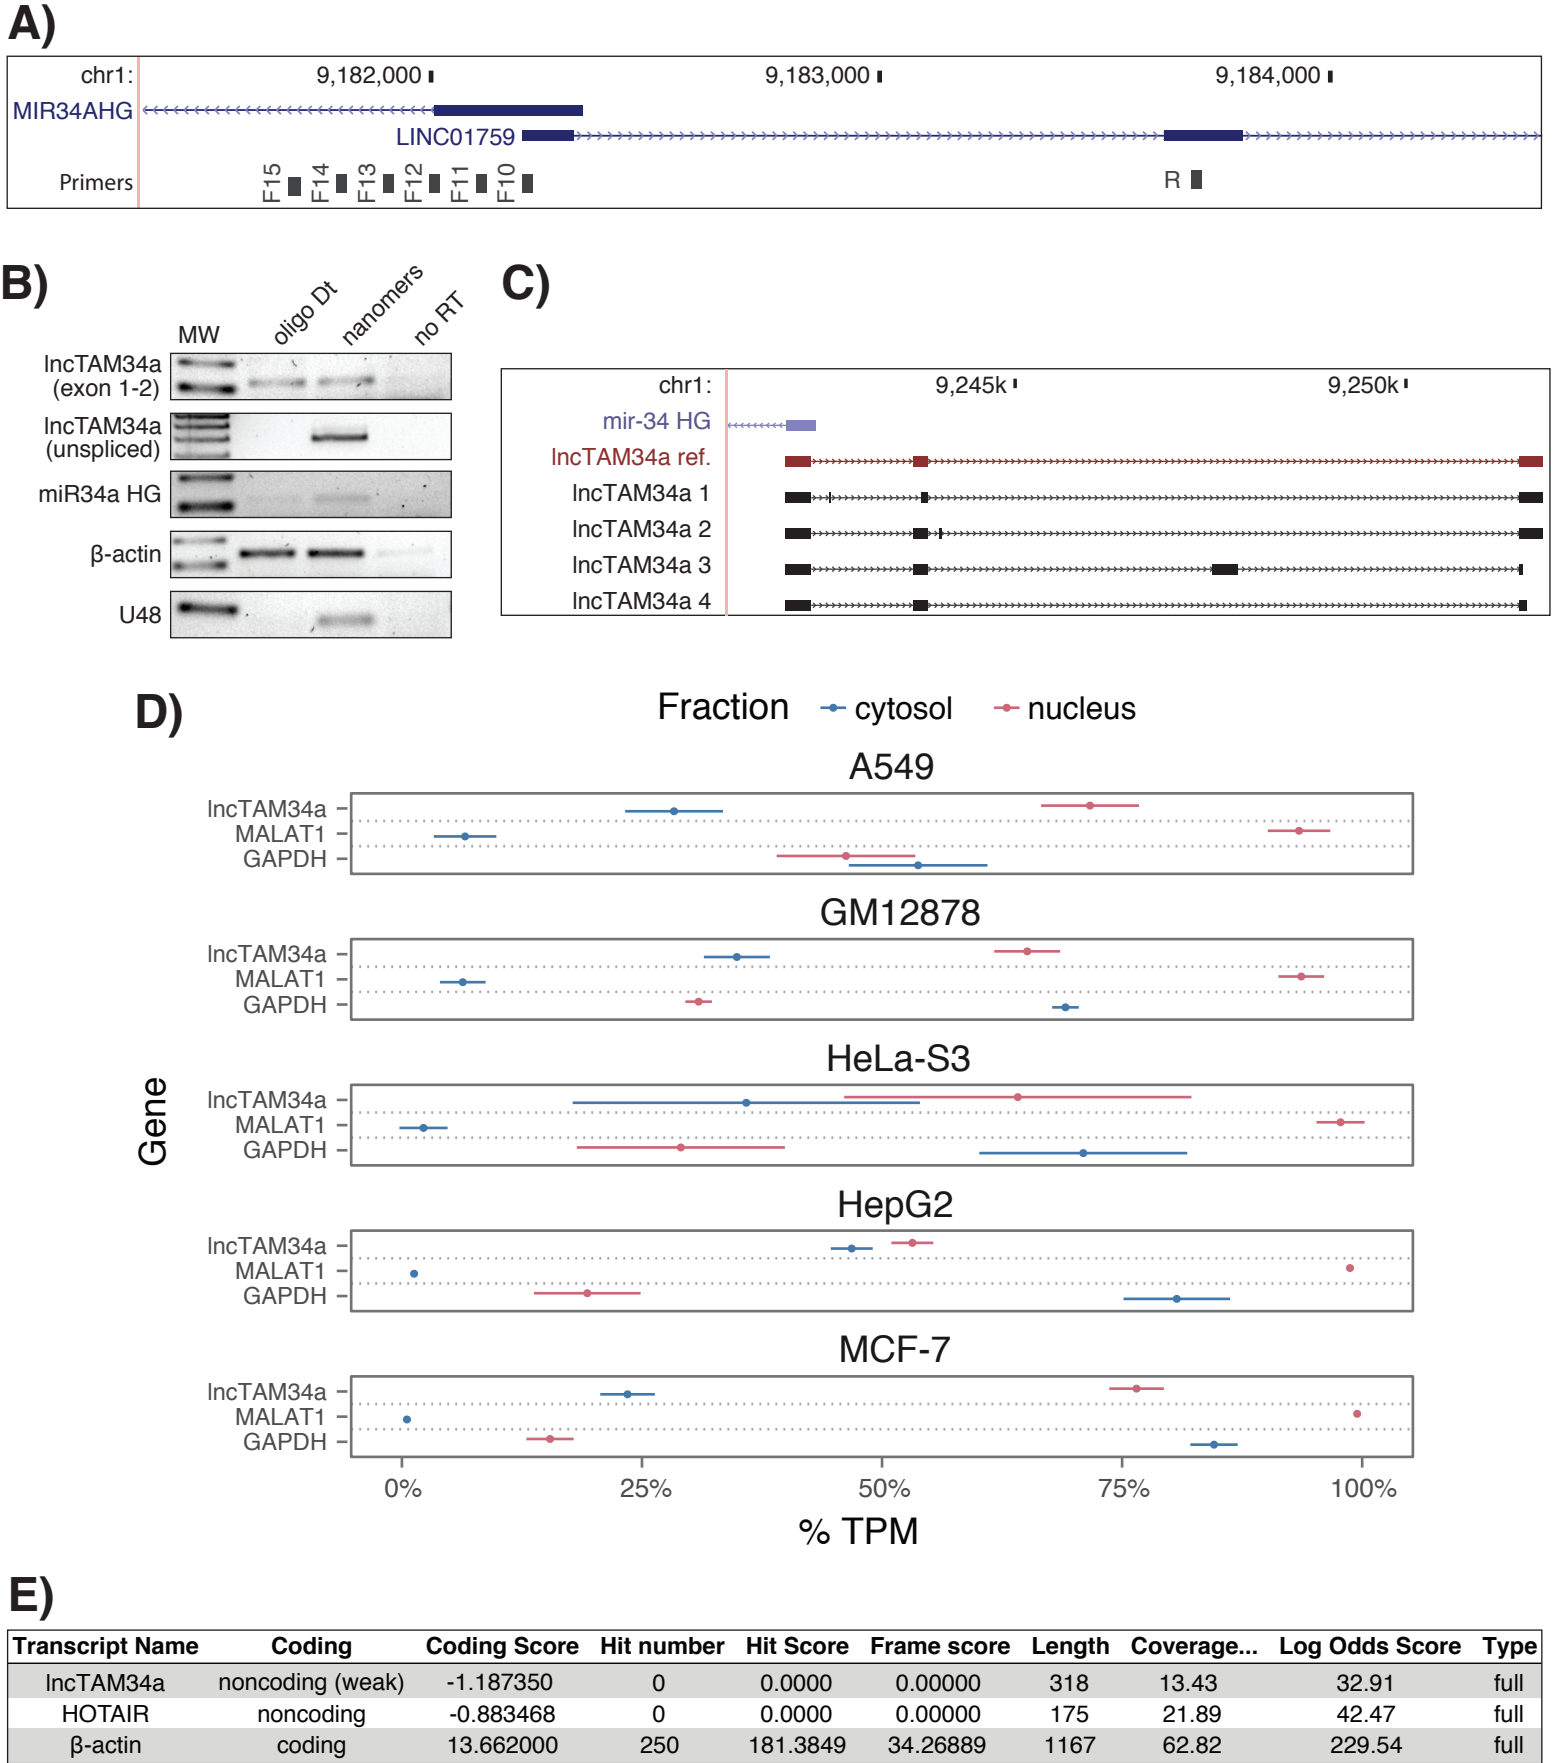 A)
chr1: 9,182,000 9,183,000 9,184,000
MIR34AHG
LINC01759
Primers F15 F14 F13 F12 F11 F10 R
B)
MW oligo Dt nanomers no RT
lncTAM34a
(exon 1-2)
lncTAM34a
(unspliced)
miR34a HG
β-actin
U48
C)
chr1: 9,245k 9,250k
mir-34 HG
lncTAM34a ref.
lncTAM34a 1
lncTAM34a 2
lncTAM34a 3
lncTAM34a 4
D)
Fraction cytosol nucleus
Gene
A549
lncTAM34a
MALAT1
GAPDH
GM12878
lncTAM34a
MALAT1
GAPDH
HeLa-S3
lncTAM34a
MALAT1
GAPDH
HepG2
lncTAM34a
MALAT1
GAPDH
MCF-7
lncTAM34a
MALAT1
GAPDH
0% 25% 50% 75% 100%
% TPM
E)
Transcript Name Coding Coding Score Hit number Hit Score Frame score Length Coverage... Log Odds Score Type
lncTAM34a noncoding (weak) -1.187350 0 0.0000 0.00000 318 13.43 32.91 full
HOTAIR noncoding -0.883468 0 0.0000 0.00000 175 21.89 42.47 full
β-actin coding 13.662000 250 181.3849 34.26889 1167 62.82 229.54 full